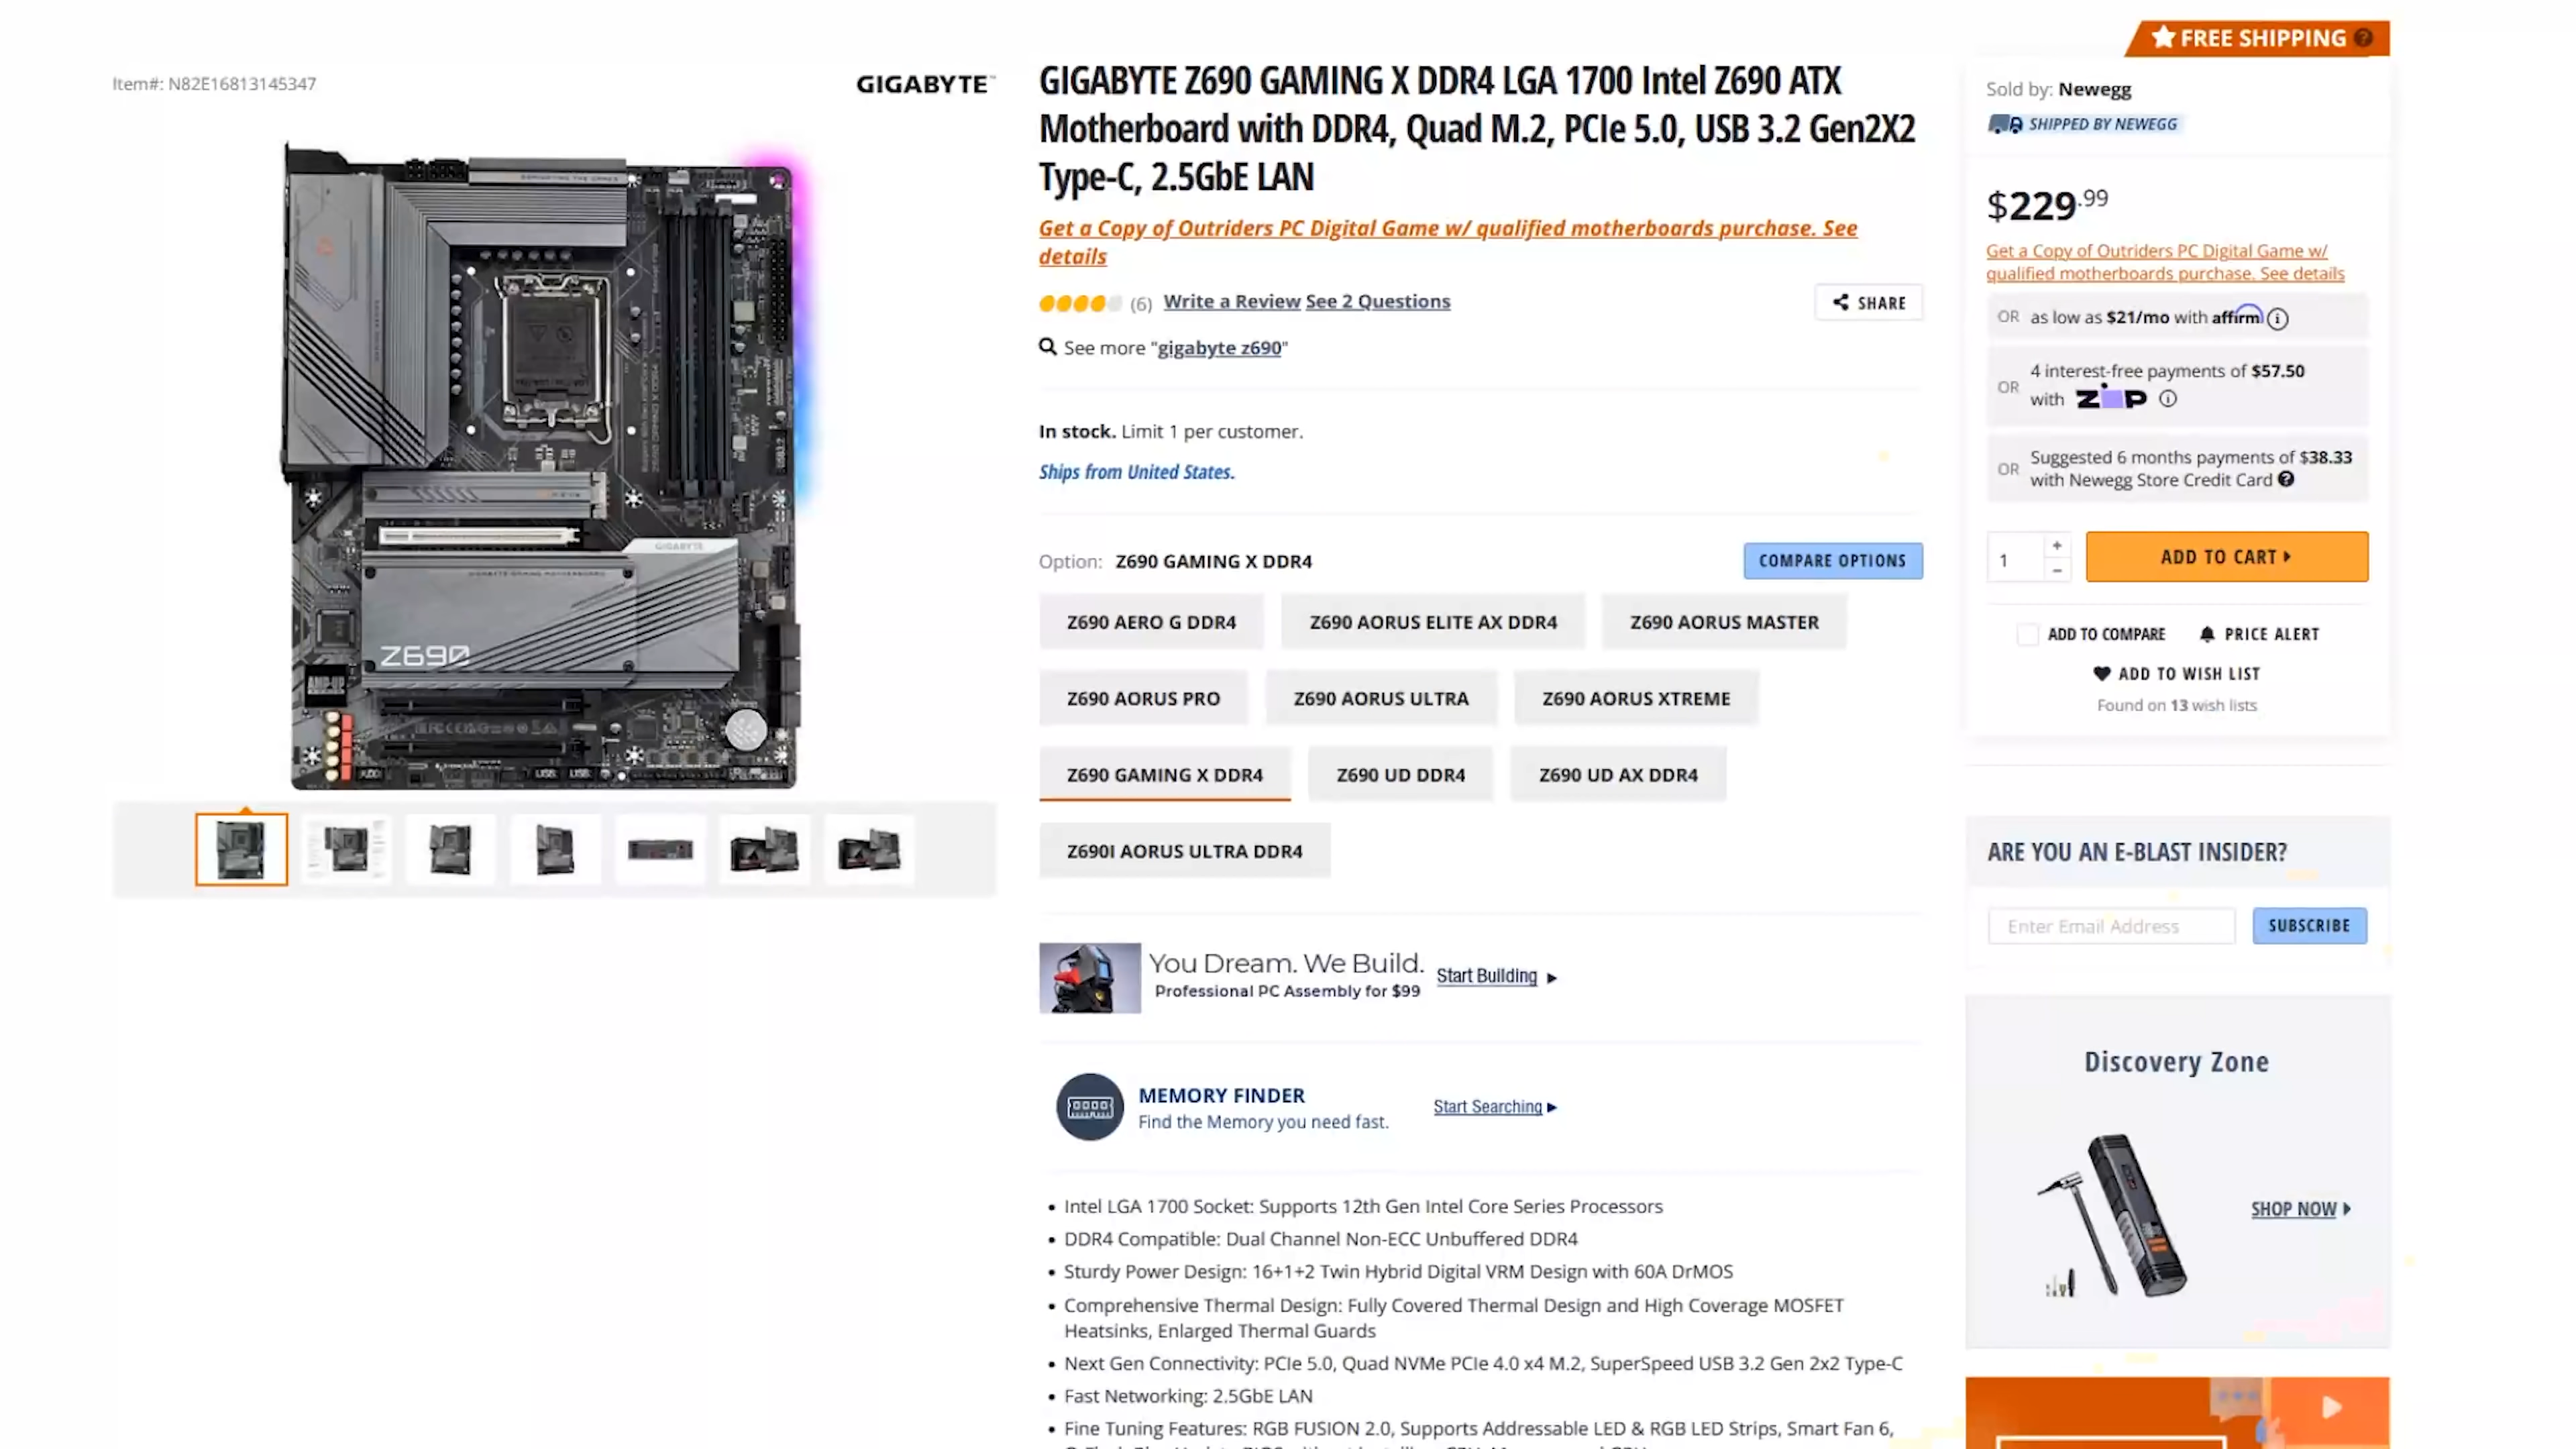 FREE SHIPPING
Item#: N82E16813145347
GIGABYTE
GIGABYTE Z690 GAMING X DDR4 LGA 1700 Intel Z690 ATX
Motherboard with DDR4, Quad M.2, PCIe 5.0, USB 3.2 Gen2X2
Type-C, 2.5GbE LAN
Get a Copy of Outriders PC Digital Game w/ qualified motherboards purchase. See
details
(6) Write a Review See 2 Questions
SHARE
See more "gigabyte z690"
In stock. Limit 1 per customer.
Ships from United States.
Option: Z690 GAMING X DDR4
COMPARE OPTIONS
Z690 AERO G DDR4
Z690 AORUS ELITE AX DDR4
Z690 AORUS MASTER
Z690 AORUS PRO
Z690 AORUS ULTRA
Z690 AORUS XTREME
Z690 GAMING X DDR4
Z690 UD DDR4
Z690 UD AX DDR4
Z690I AORUS ULTRA DDR4
GIGABYTE
Z690
AMP-UP
You Dream. We Build.
Professional PC Assembly for $99
Start Building
MEMORY FINDER
Find the Memory you need fast.
Start Searching
• Intel LGA 1700 Socket: Supports 12th Gen Intel Core Series Processors
• DDR4 Compatible: Dual Channel Non-ECC Unbuffered DDR4
• Sturdy Power Design: 16+1+2 Twin Hybrid Digital VRM Design with 60A DrMOS
• Comprehensive Thermal Design: Fully Covered Thermal Design and High Coverage MOSFET
Heatsinks, Enlarged Thermal Guards
• Next Gen Connectivity: PCIe 5.0, Quad NVMe PCIe 4.0 x4 M.2, SuperSpeed USB 3.2 Gen 2x2 Type-C
• Fast Networking: 2.5GbE LAN
• Fine Tuning Features: RGB FUSION 2.0, Supports Addressable LED & RGB LED Strips, Smart Fan 6,
Sold by: Newegg
SHIPPED BY NEWEGG
$229.99
Get a Copy of Outriders PC Digital Game w/
qualified motherboards purchase. See details
OR as low as $21/mo with affirm
OR 4 interest-free payments of $57.50
with ZIP
OR Suggested 6 months payments of $38.33
with Newegg Store Credit Card
1
ADD TO CART
ADD TO COMPARE
PRICE ALERT
ADD TO WISH LIST
Found on 13 wish lists
ARE YOU AN E-BLAST INSIDER?
Enter Email Address
SUBSCRIBE
Discovery Zone
SHOP NOW